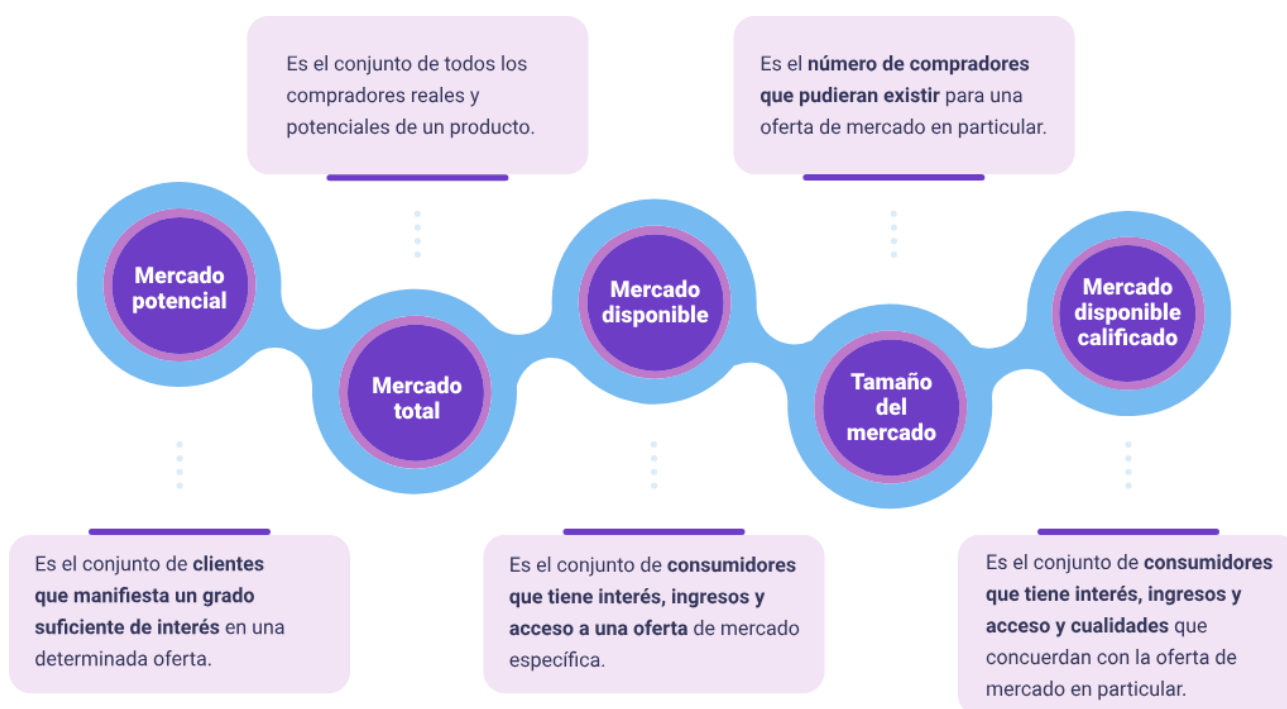 Es el conjunto de todos los
compradores reales y
potenciales de un producto.
Es el número de compradores
que pudieran existir para una
oferta de mercado en particular.
Mercado
potencial
Mercado
total
Mercado
disponible
Tamaño
del
mercado
Mercado
disponible
calificado
Es el conjunto de clientes
que manifiesta un grado
suficiente de interés en una
determinada oferta.
Es el conjunto de consumidores
que tiene interés, ingresos y
acceso a una oferta de mercado
específica.
Es el conjunto de consumidores
que tiene interés, ingresos y
acceso y cualidades que
concuerdan con la oferta de
mercado en particular.